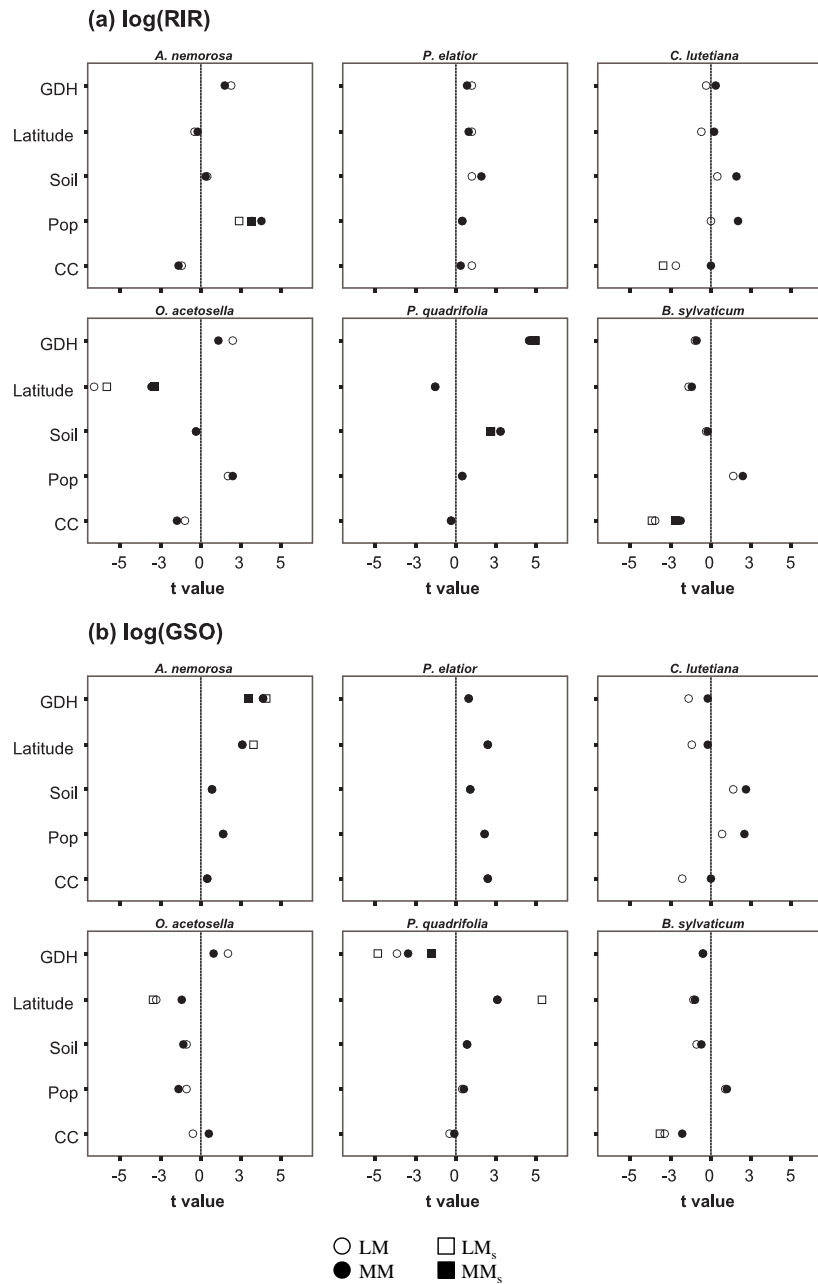 (a) log(RIR)
A. nemorosa P. elatior C. lutetiana
GDH
Latitude
Soil
Pop
CC
O. acetosella P. quadrifolia B. sylvaticum
GDH
Latitude
Soil
Pop
CC
-5 -3 0 3 5 -5 -3 0 3 5 -5 -3 0 3 5
t value t value t value
(b) log(GSO)
A. nemorosa P. elatior C. lutetiana
GDH
Latitude
Soil
Pop
CC
O. acetosella P. quadrifolia B. sylvaticum
GDH
Latitude
Soil
Pop
CC
-5 -3 0 3 5 -5 -3 0 3 5 -5 -3 0 3 5
t value t value t value
LM LMs
MM MMs